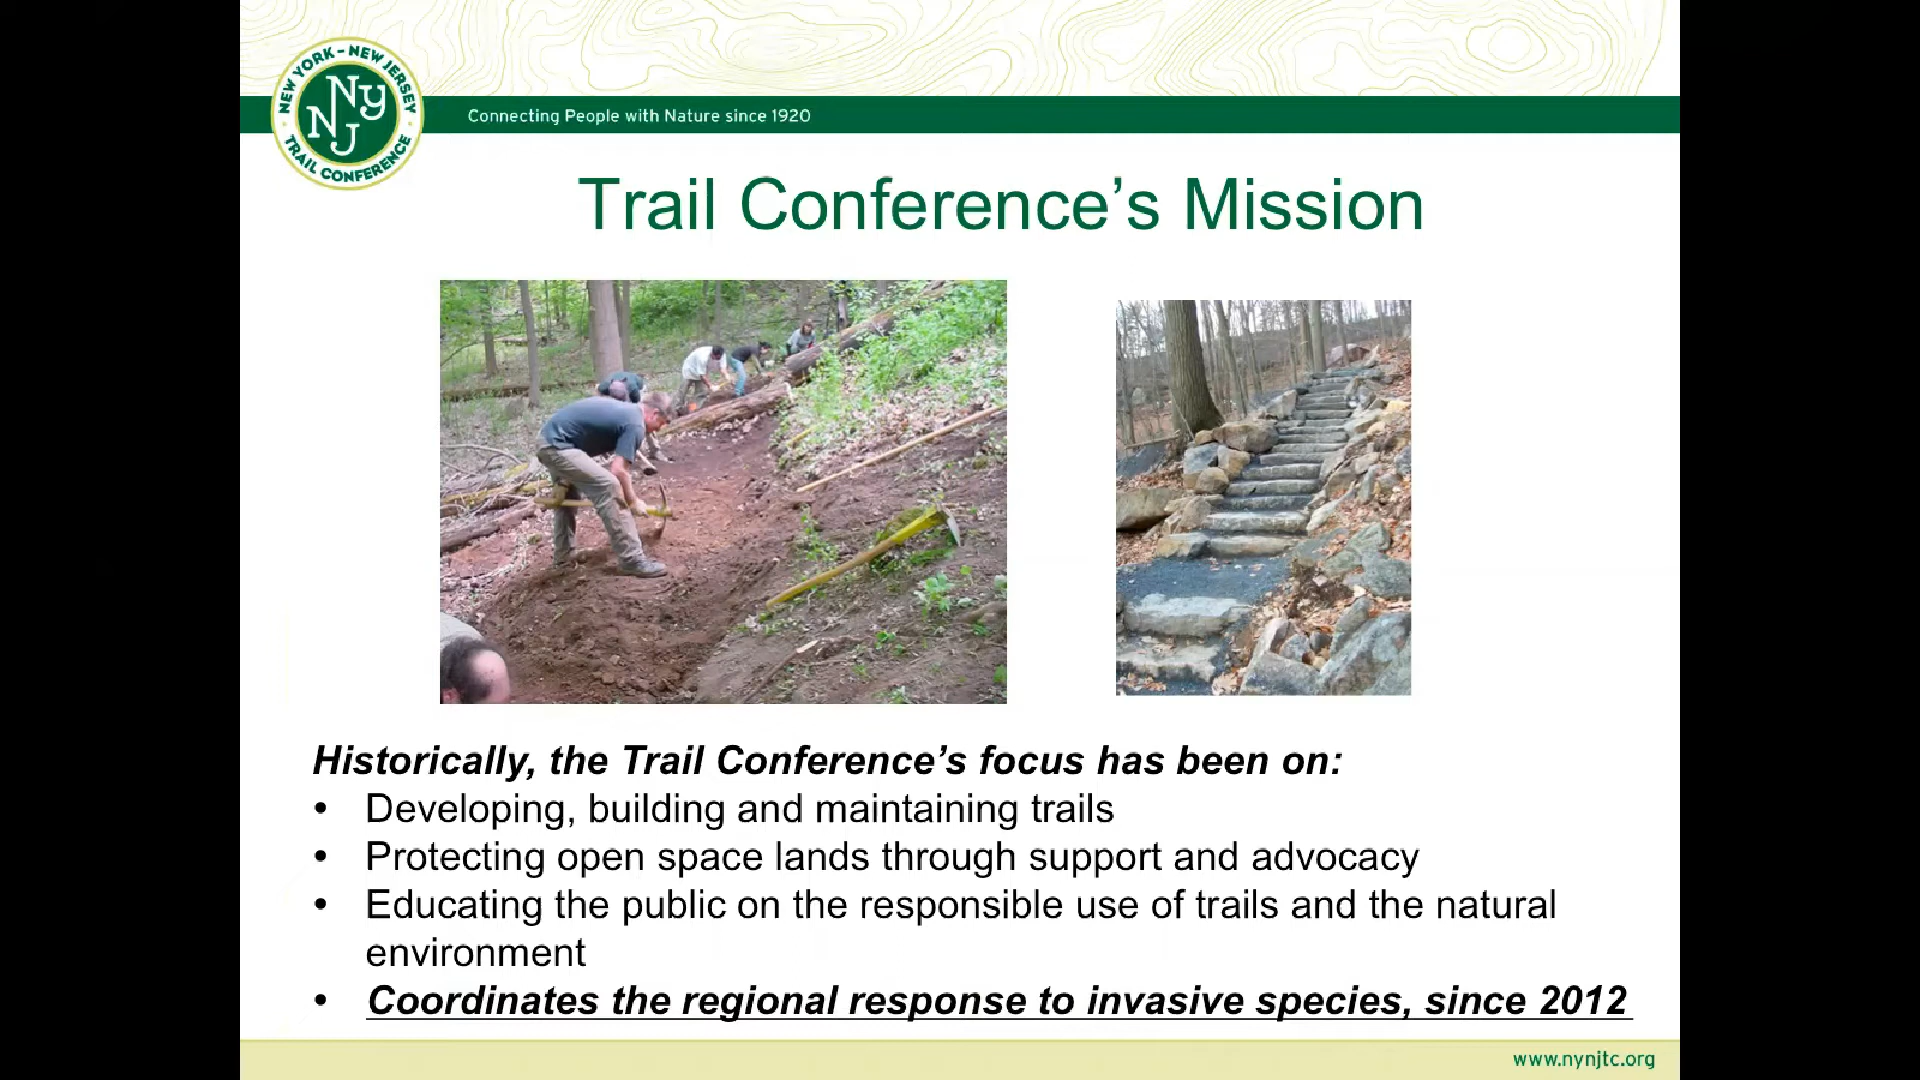 NEW YORK - NEW JERSEY
NY
NJ
TRAIL CONFERENCE
Connecting People with Nature since 1920
Trail Conference’s Mission
Historically, the Trail Conference’s focus has been on:
• Developing, building and maintaining trails
• Protecting open space lands through support and advocacy
• Educating the public on the responsible use of trails and the natural
environment
• Coordinates the regional response to invasive species, since 2012
www.nynjtc.org